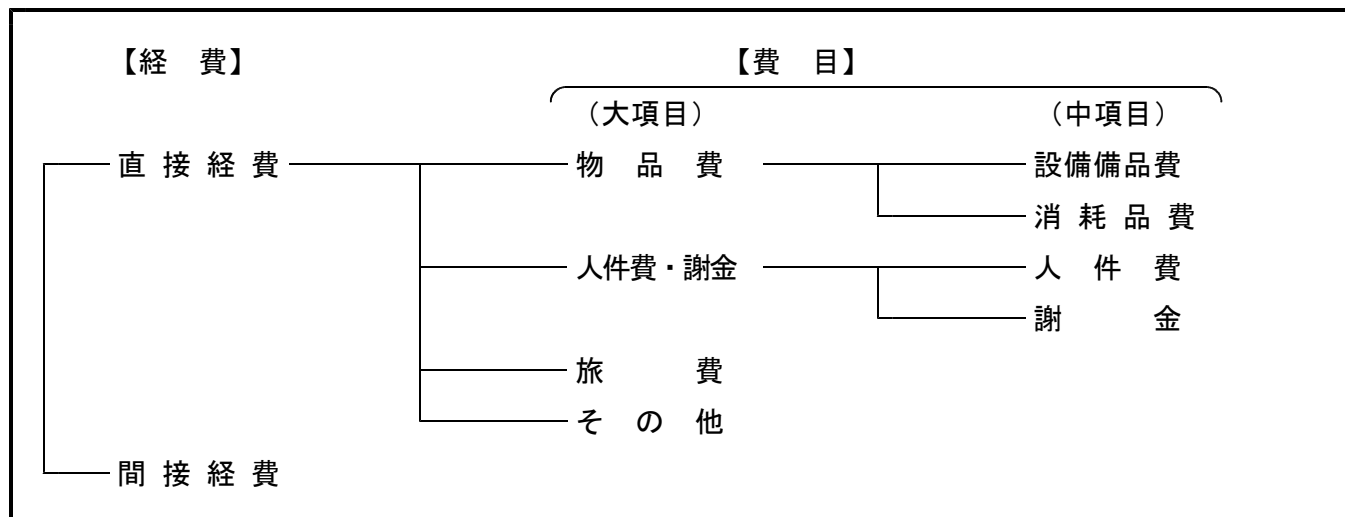 【経　費】　【費　目】
（大項目）　（中項目）
直接経費　物品費　設備備品費
消耗品費
人件費・謝金　人件費
謝金
旅費
その他
間接経費